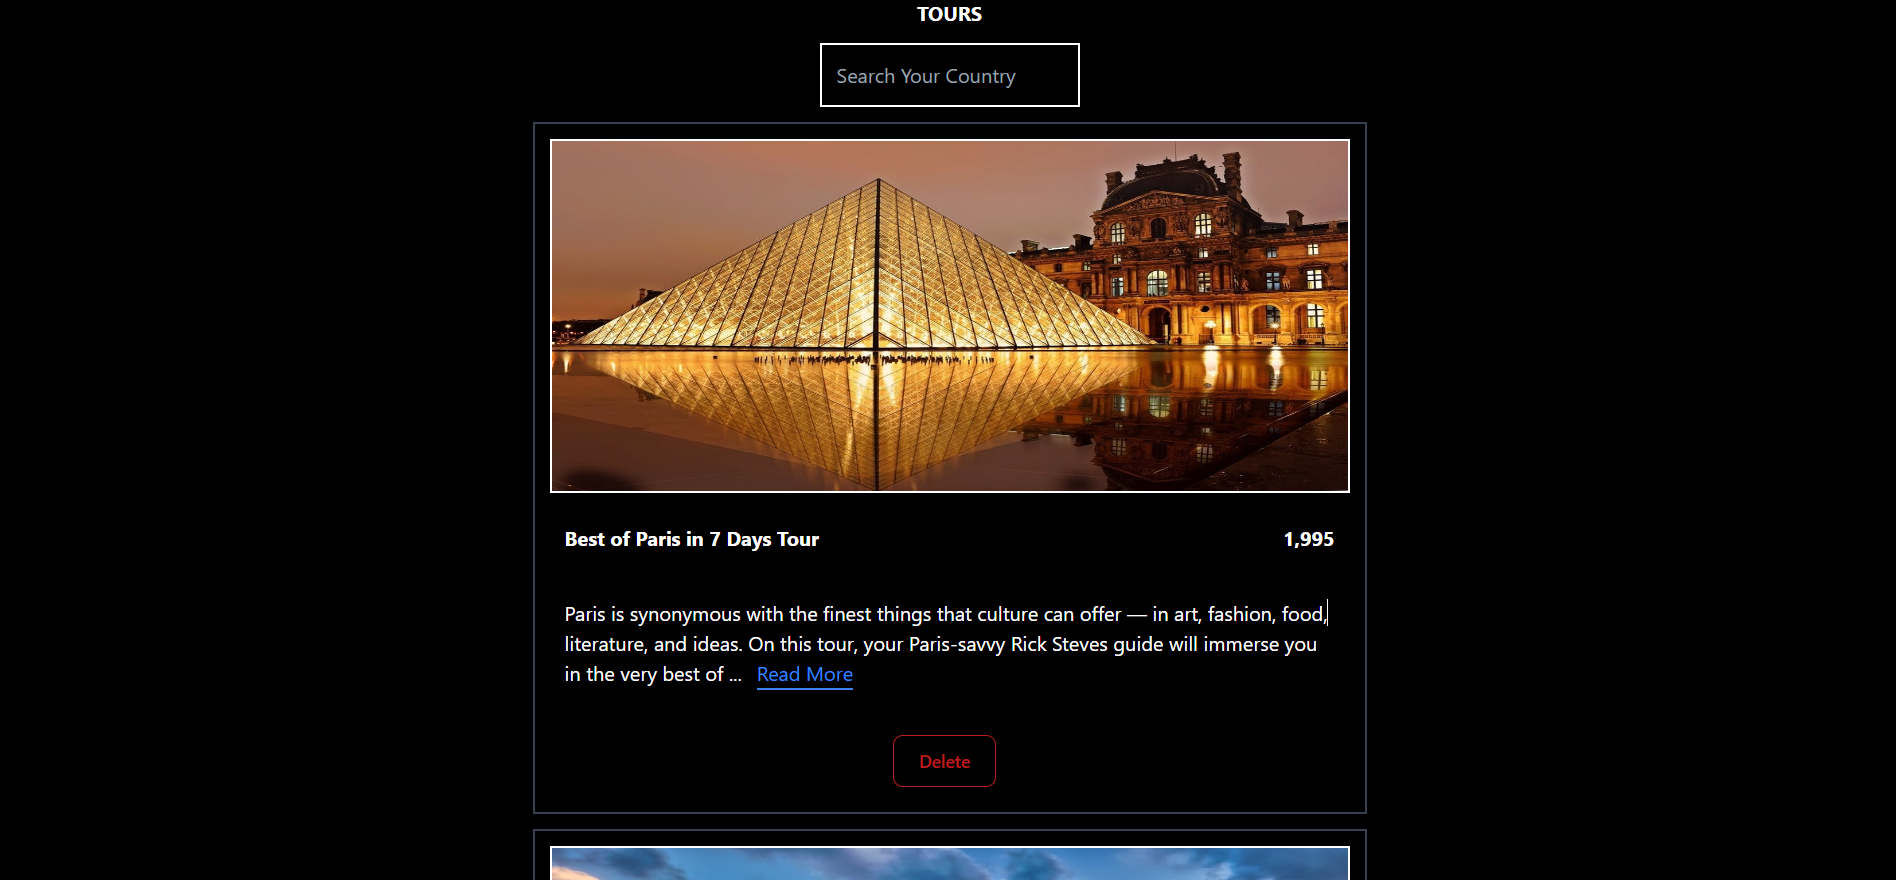 TOURS
Search Your Country
Best of Paris in 7 Days Tour 1,995
Paris is synonymous with the finest things that culture can offer — in art, fashion, food,
literature, and ideas. On this tour, your Paris-savvy Rick Steves guide will immerse you
in the very best of ... Read More
Delete